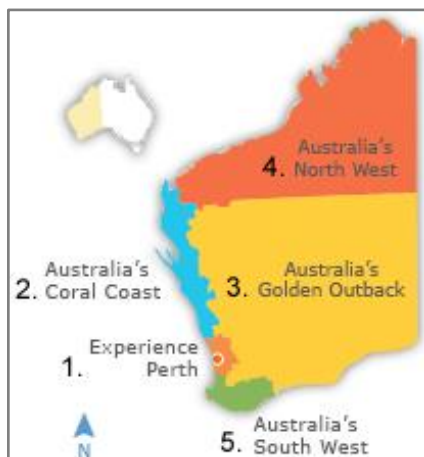 Australia's
4. North West
Australia's
2. Coral Coast
Australia's
3. Golden Outback
Experience
1. Perth
Australia's
5. South West
N